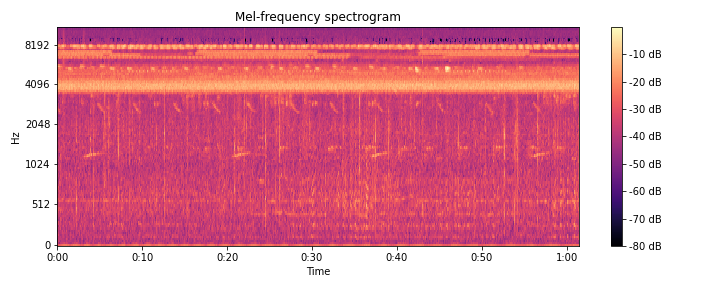 Mel-frequency spectrogram
8192
4096
2048
1024
512
0
Hz
0:00
0:10
0:20
0:30
0:40
0:50
1:00
Time
-10 dB
-20 dB
-30 dB
-40 dB
-50 dB
-60 dB
-70 dB
-80 dB